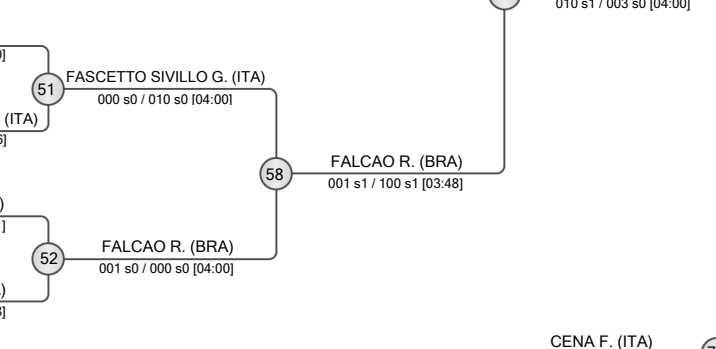 010 s1 / 003 s0 [04:00]
FASCETTO SIVILLO G. (ITA)
51
000 s0 / 010 s0 [04:00]
(ITA)
FALCAO R. (BRA)
58
001 s1 / 100 s1 [03:48]
FALCAO R. (BRA)
52
001 s0 / 000 s0 [04:00]
CENA F. (ITA)